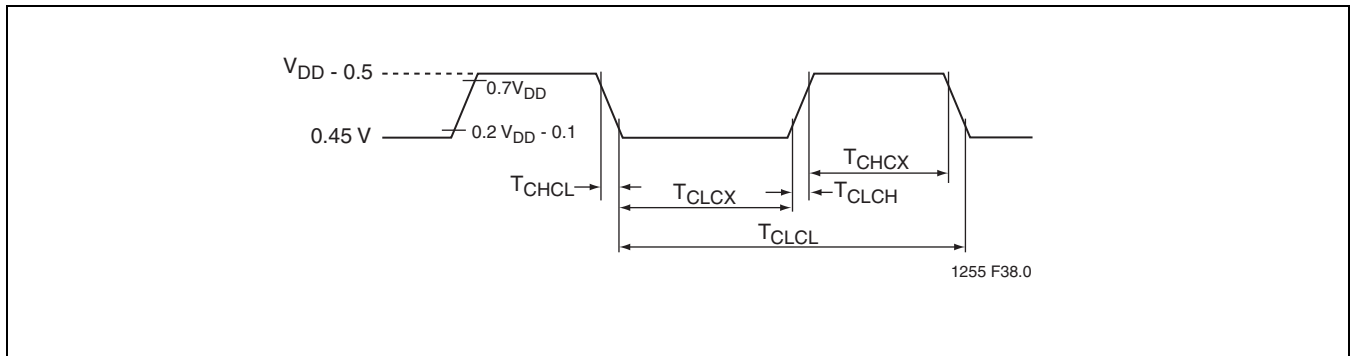 VDD - 0.5
0.7VDD
0.45 V
0.2 VDD - 0.1
TCHCX
TCHCL
TCLCX
TCLCH
TCLCL
1255 F38.0